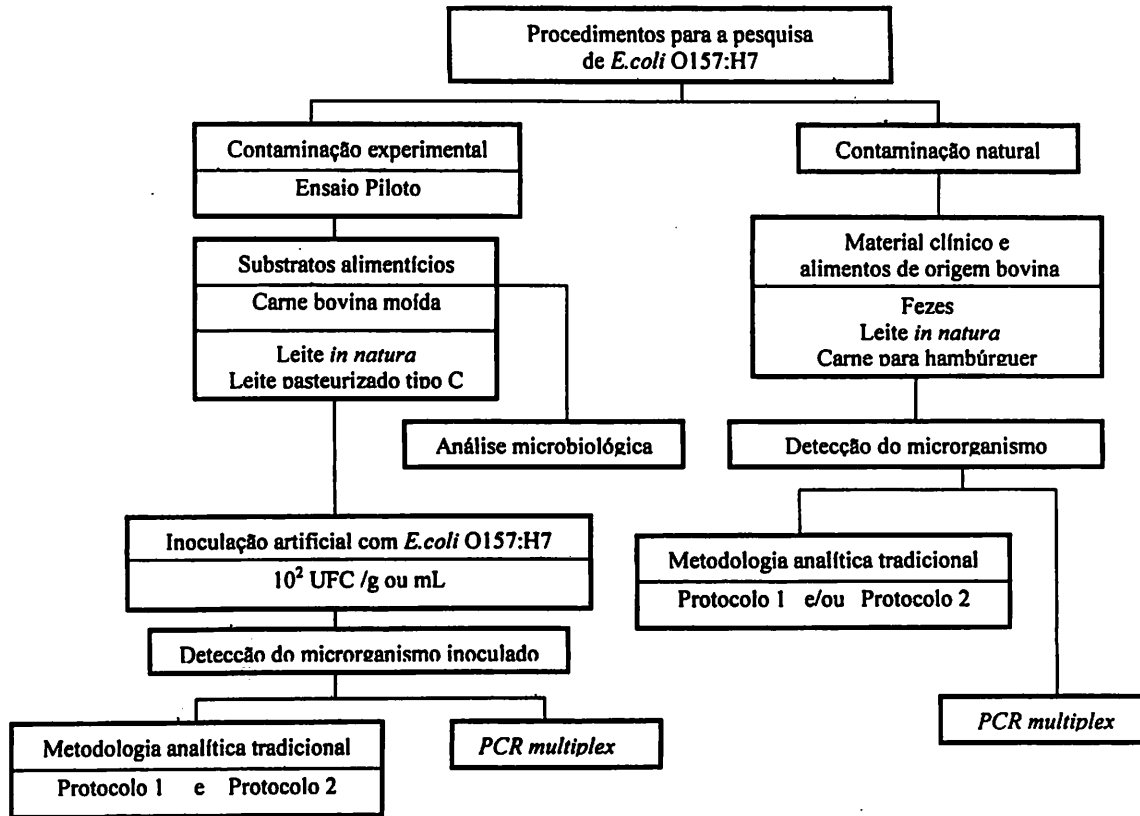 Procedimentos para a pesquisa
de E.coli O157:H7
Contaminação experimental
Ensaio Piloto
Contaminação natural
Substratos alimentícios
Carne bovina moída
Leite in natura
Leite pasteurizado tipo C
Material clínico e
alimentos de origem bovina
Fezes
Leite in natura
Carne para hambúrguer
Análise microbiológica
Detecção do microrganismo
Inoculação artificial com E.coli O157:H7
10² UFC /g ou mL
Metodologia analítica tradicional
Protocolo 1 e/ou Protocolo 2
Detecção do microrganismo inoculado
PCR multiplex
Metodologia analítica tradicional
Protocolo 1 e Protocolo 2
PCR multiplex